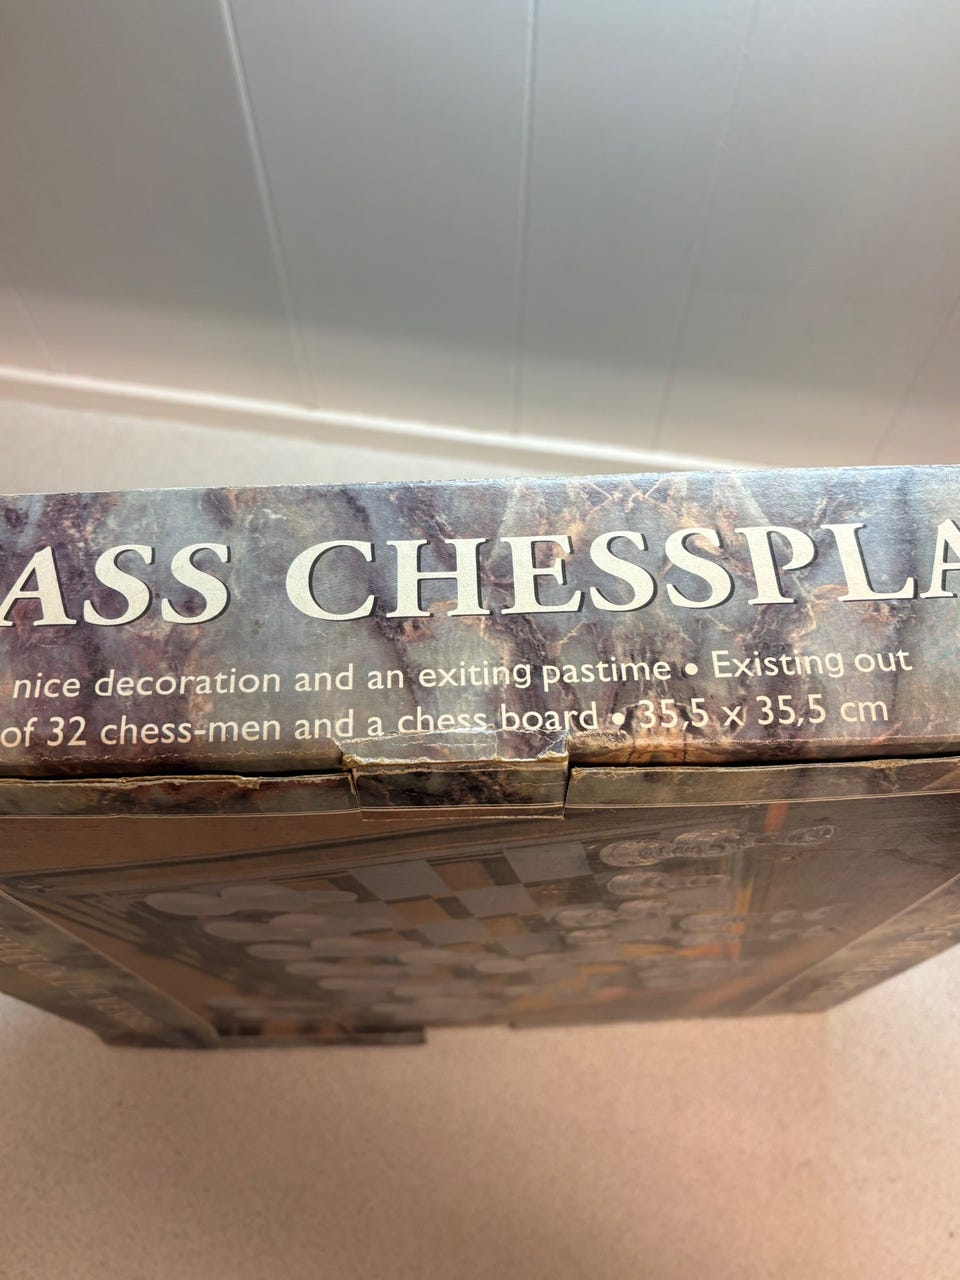 ASS CHESSPLA
nice decoration and an exiting pastime • Existing out
of 32 chess-men and a chess board • 35,5 x 35,5 cm